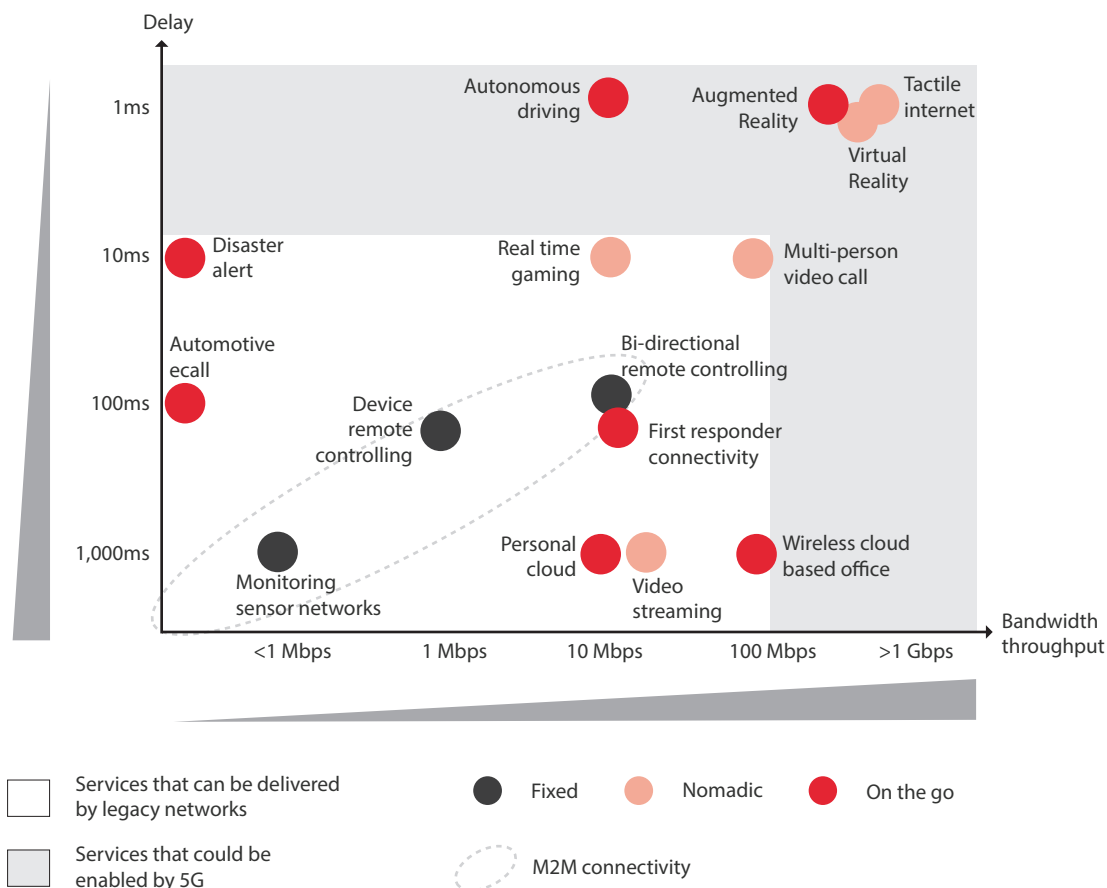 Delay
1ms
Autonomous
driving
Augmented
Reality
Tactile
internet
Virtual
Reality
10ms
Disaster
alert
Real time
gaming
Multi-person
video call
Automotive
ecall
Bi-directional
remote controlling
100ms
Device
remote
controlling
First responder
connectivity
1,000ms
Monitoring
sensor networks
Personal
cloud
Video
streaming
Wireless cloud
based office
Bandwidth
throughput
<1 Mbps
1 Mbps
10 Mbps
100 Mbps
>1 Gbps
Services that can be delivered
by legacy networks
Fixed
Nomadic
On the go
Services that could be
enabled by 5G
M2M connectivity